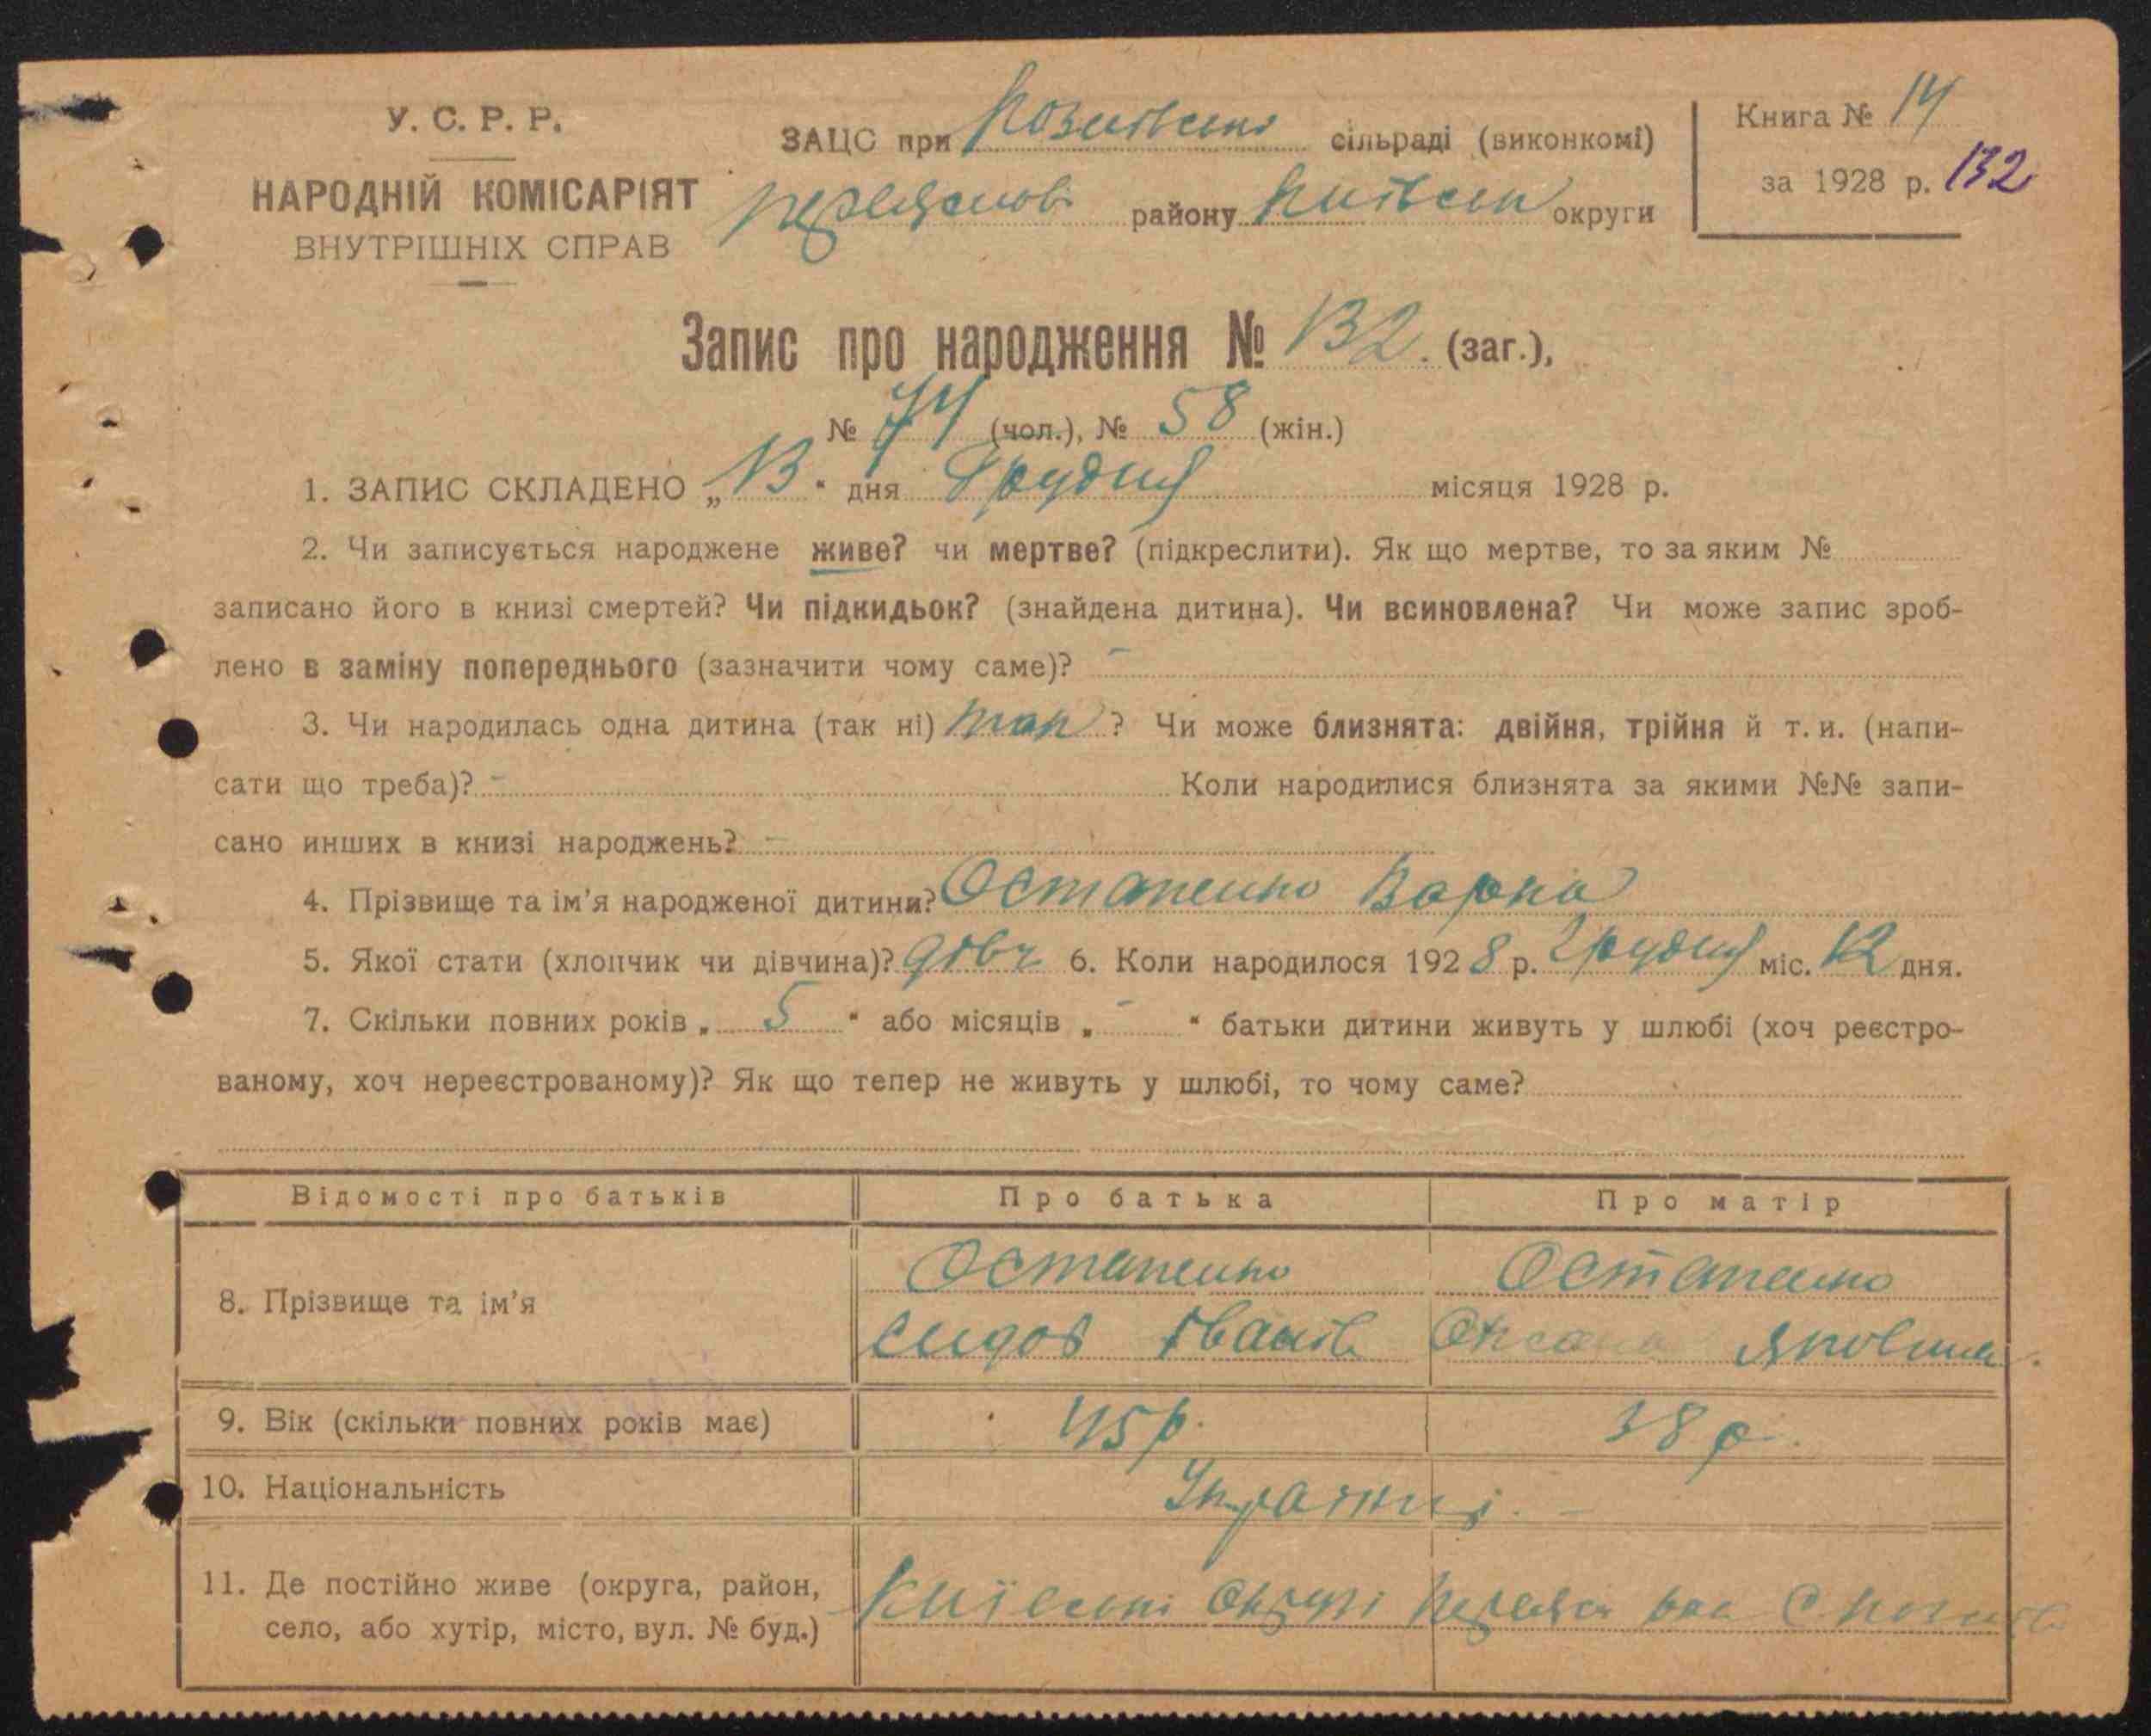 У. С. Р. Р.
НАРОДНІЙ КОМІСАРІЯТ
ВНУТРІШНІХ СПРАВ
ЗАЦС при сільраді (виконкомі)
району округи
Книга № 14
за 1928 р. 132
Запис про народження № 132. (заг.),
№ 74 (чол.), № 58 (жін.)
1. ЗАПИС СКЛАДЕНО „13“ дня Грудня місяця 1928 р.
2. Чи записується народжене живе? чи мертве? (підкреслити). Як що мертве, то за яким №
записано його в книзі смертей? Чи підкидьок? (знайдена дитина). Чи всиновлена? Чи може запис зроб-
лено в заміну попереднього (зазначити чому саме)? -
3. Чи народилась одна дитина (так ні) так? Чи може близнята: двійня, трійня й т. и. (напи-
сати що треба)? - Коли народилися близнята за якими №№ запи-
сано инших в книзі народжень? -
4. Прізвище та ім'я народженої дитини? Остапенко Варка
5. Якої стати (хлопчик чи дівчина)? дівч 6. Коли народилося 1928 р. Грудня міс. 12 дня.
7. Скільки повних років „ 5 “ або місяців „ - “ батьки дитини живуть у шлюбі (хоч реєстро-
ваному, хоч нереєстрованому)? Як що тепер не живуть у шлюбі, то чому саме?
Відомості про батьків Про батька Про матір
8. Прізвище та ім'я Остапенко Остапенко
Сидор Іванів Оксана
9. Вік (скільки повних років має) 45 р. 38 р.
10. Національність Українці. -
11. Де постійно живе (округа, район,
село, або хутір, місто, вул. № буд.) Київської округи